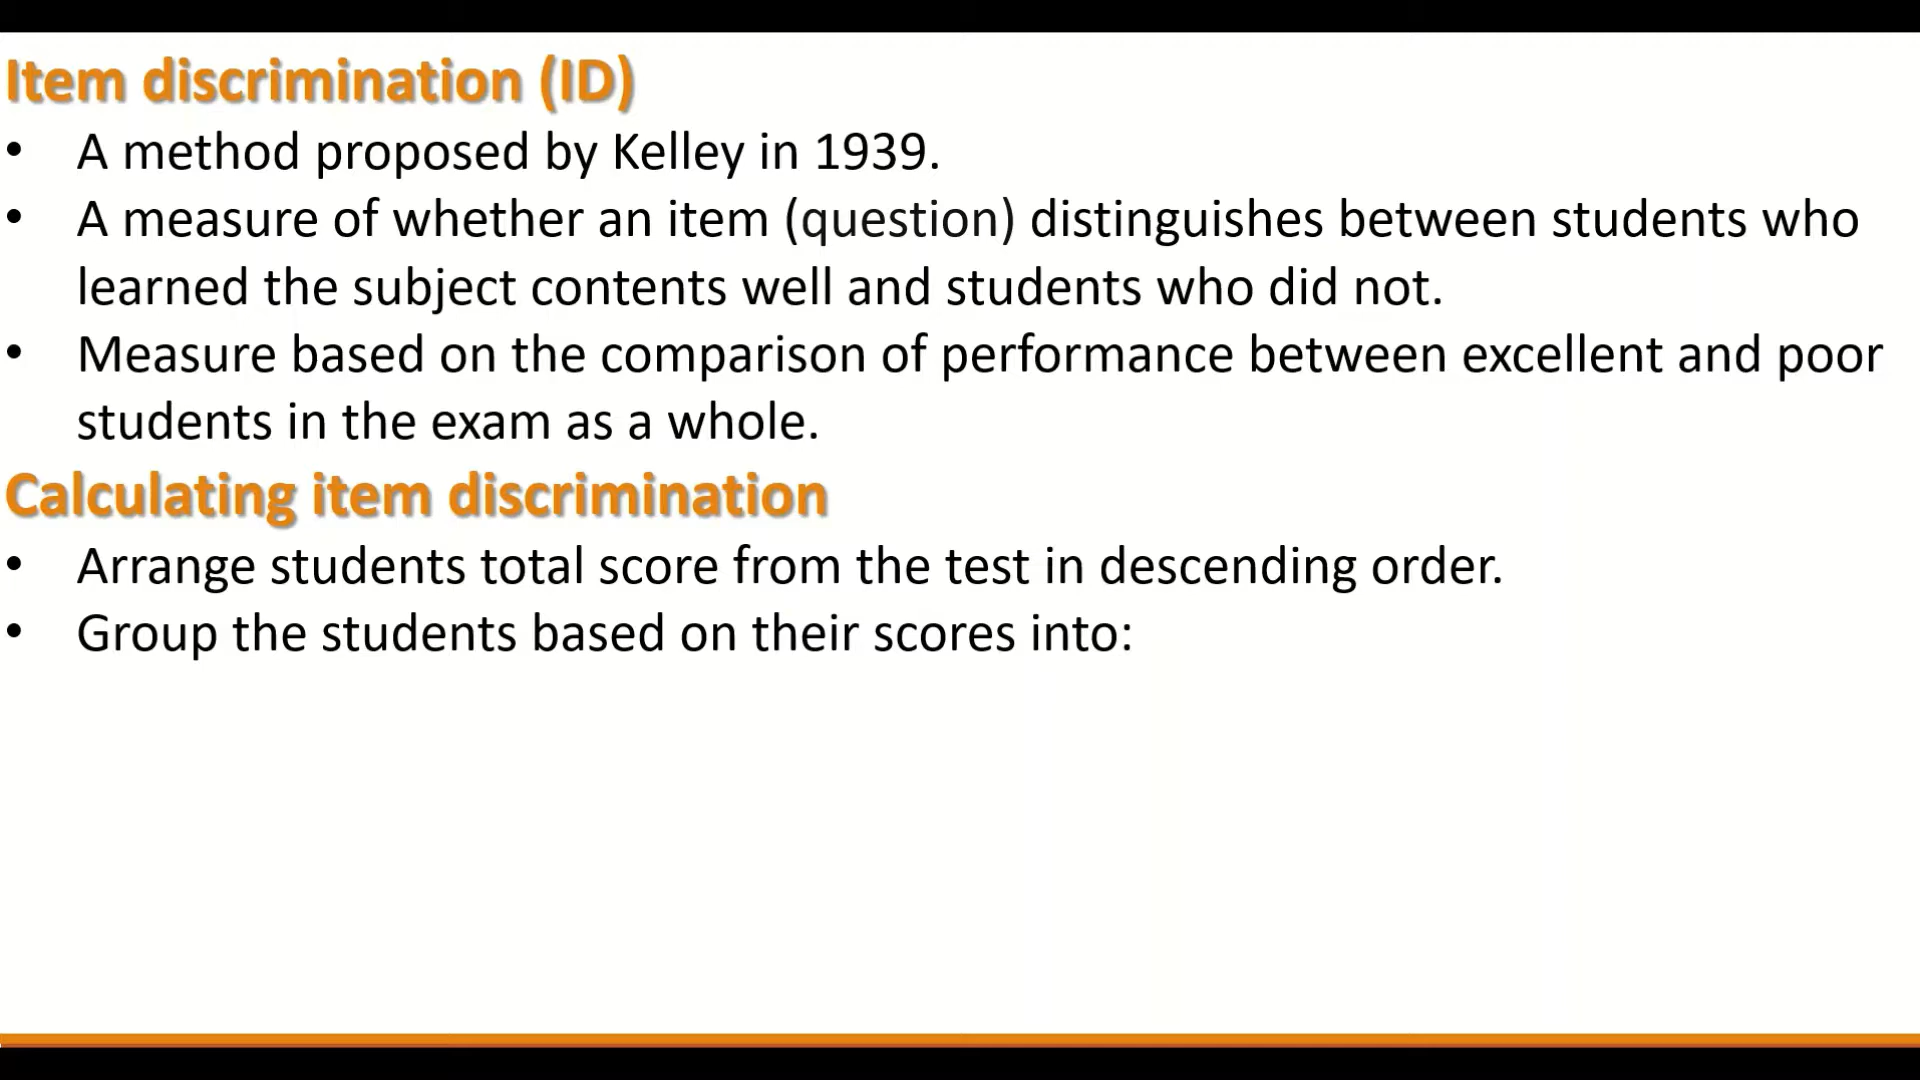 Item discrimination (ID)
• A method proposed by Kelley in 1939.
• A measure of whether an item (question) distinguishes between students who
learned the subject contents well and students who did not.
• Measure based on the comparison of performance between excellent and poor
students in the exam as a whole.
Calculating item discrimination
• Arrange students total score from the test in descending order.
• Group the students based on their scores into: